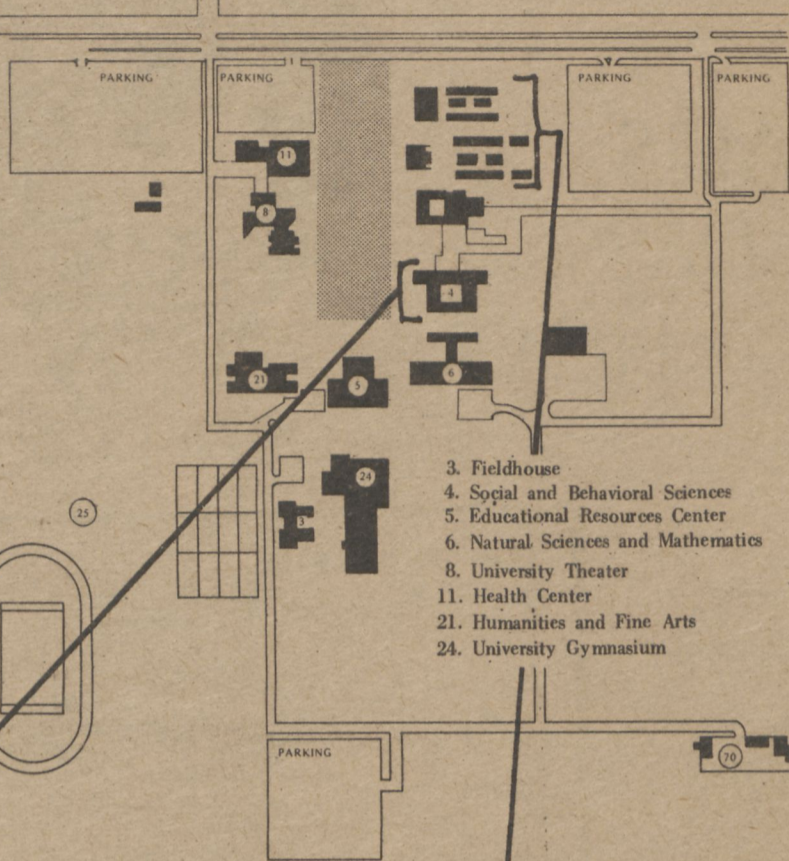 PARKING
PARKING
PARKING
PARKING
11
8
4
21
5
6
3. Fieldhouse
4. Social and Behavioral Sciences
5. Educational Resources Center
6. Natural Sciences and Mathematics
8. University Theater
11. Health Center
21. Humanities and Fine Arts
24. University Gymnasium
24
25
3
PARKING
70